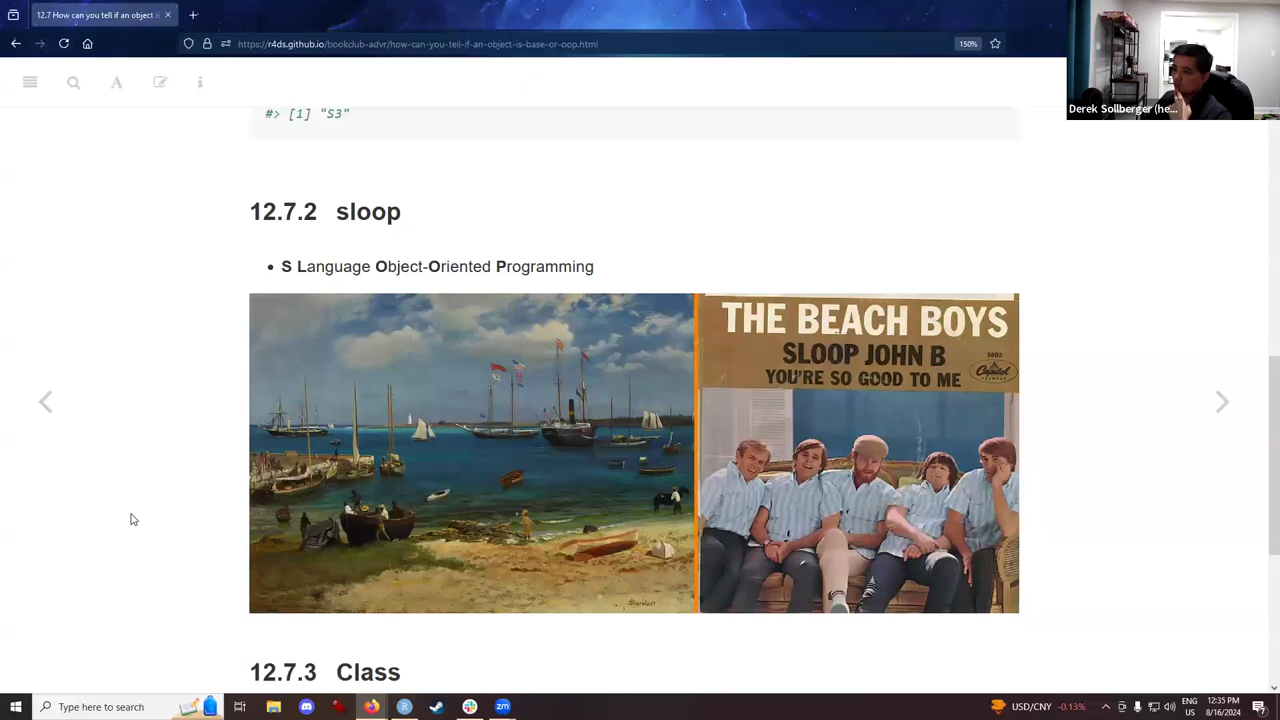 12.7 How can you tell if an object i
https://r4ds.github.io/bookclub-advr/how-can-you-tell-if-an-object-is-base-or-oop.html
150%
Derek Sollberger (he...
#> [1] "S3"
12.7.2 sloop
S Language Object-Oriented Programming
THE BEACH BOYS
SLOOP JOHN B
YOU'RE SO GOOD TO ME
5602
Capitol
12.7.3 Class
Type here to search
USD/CNY -0.13%
ENG
US
12:35 PM
8/16/2024